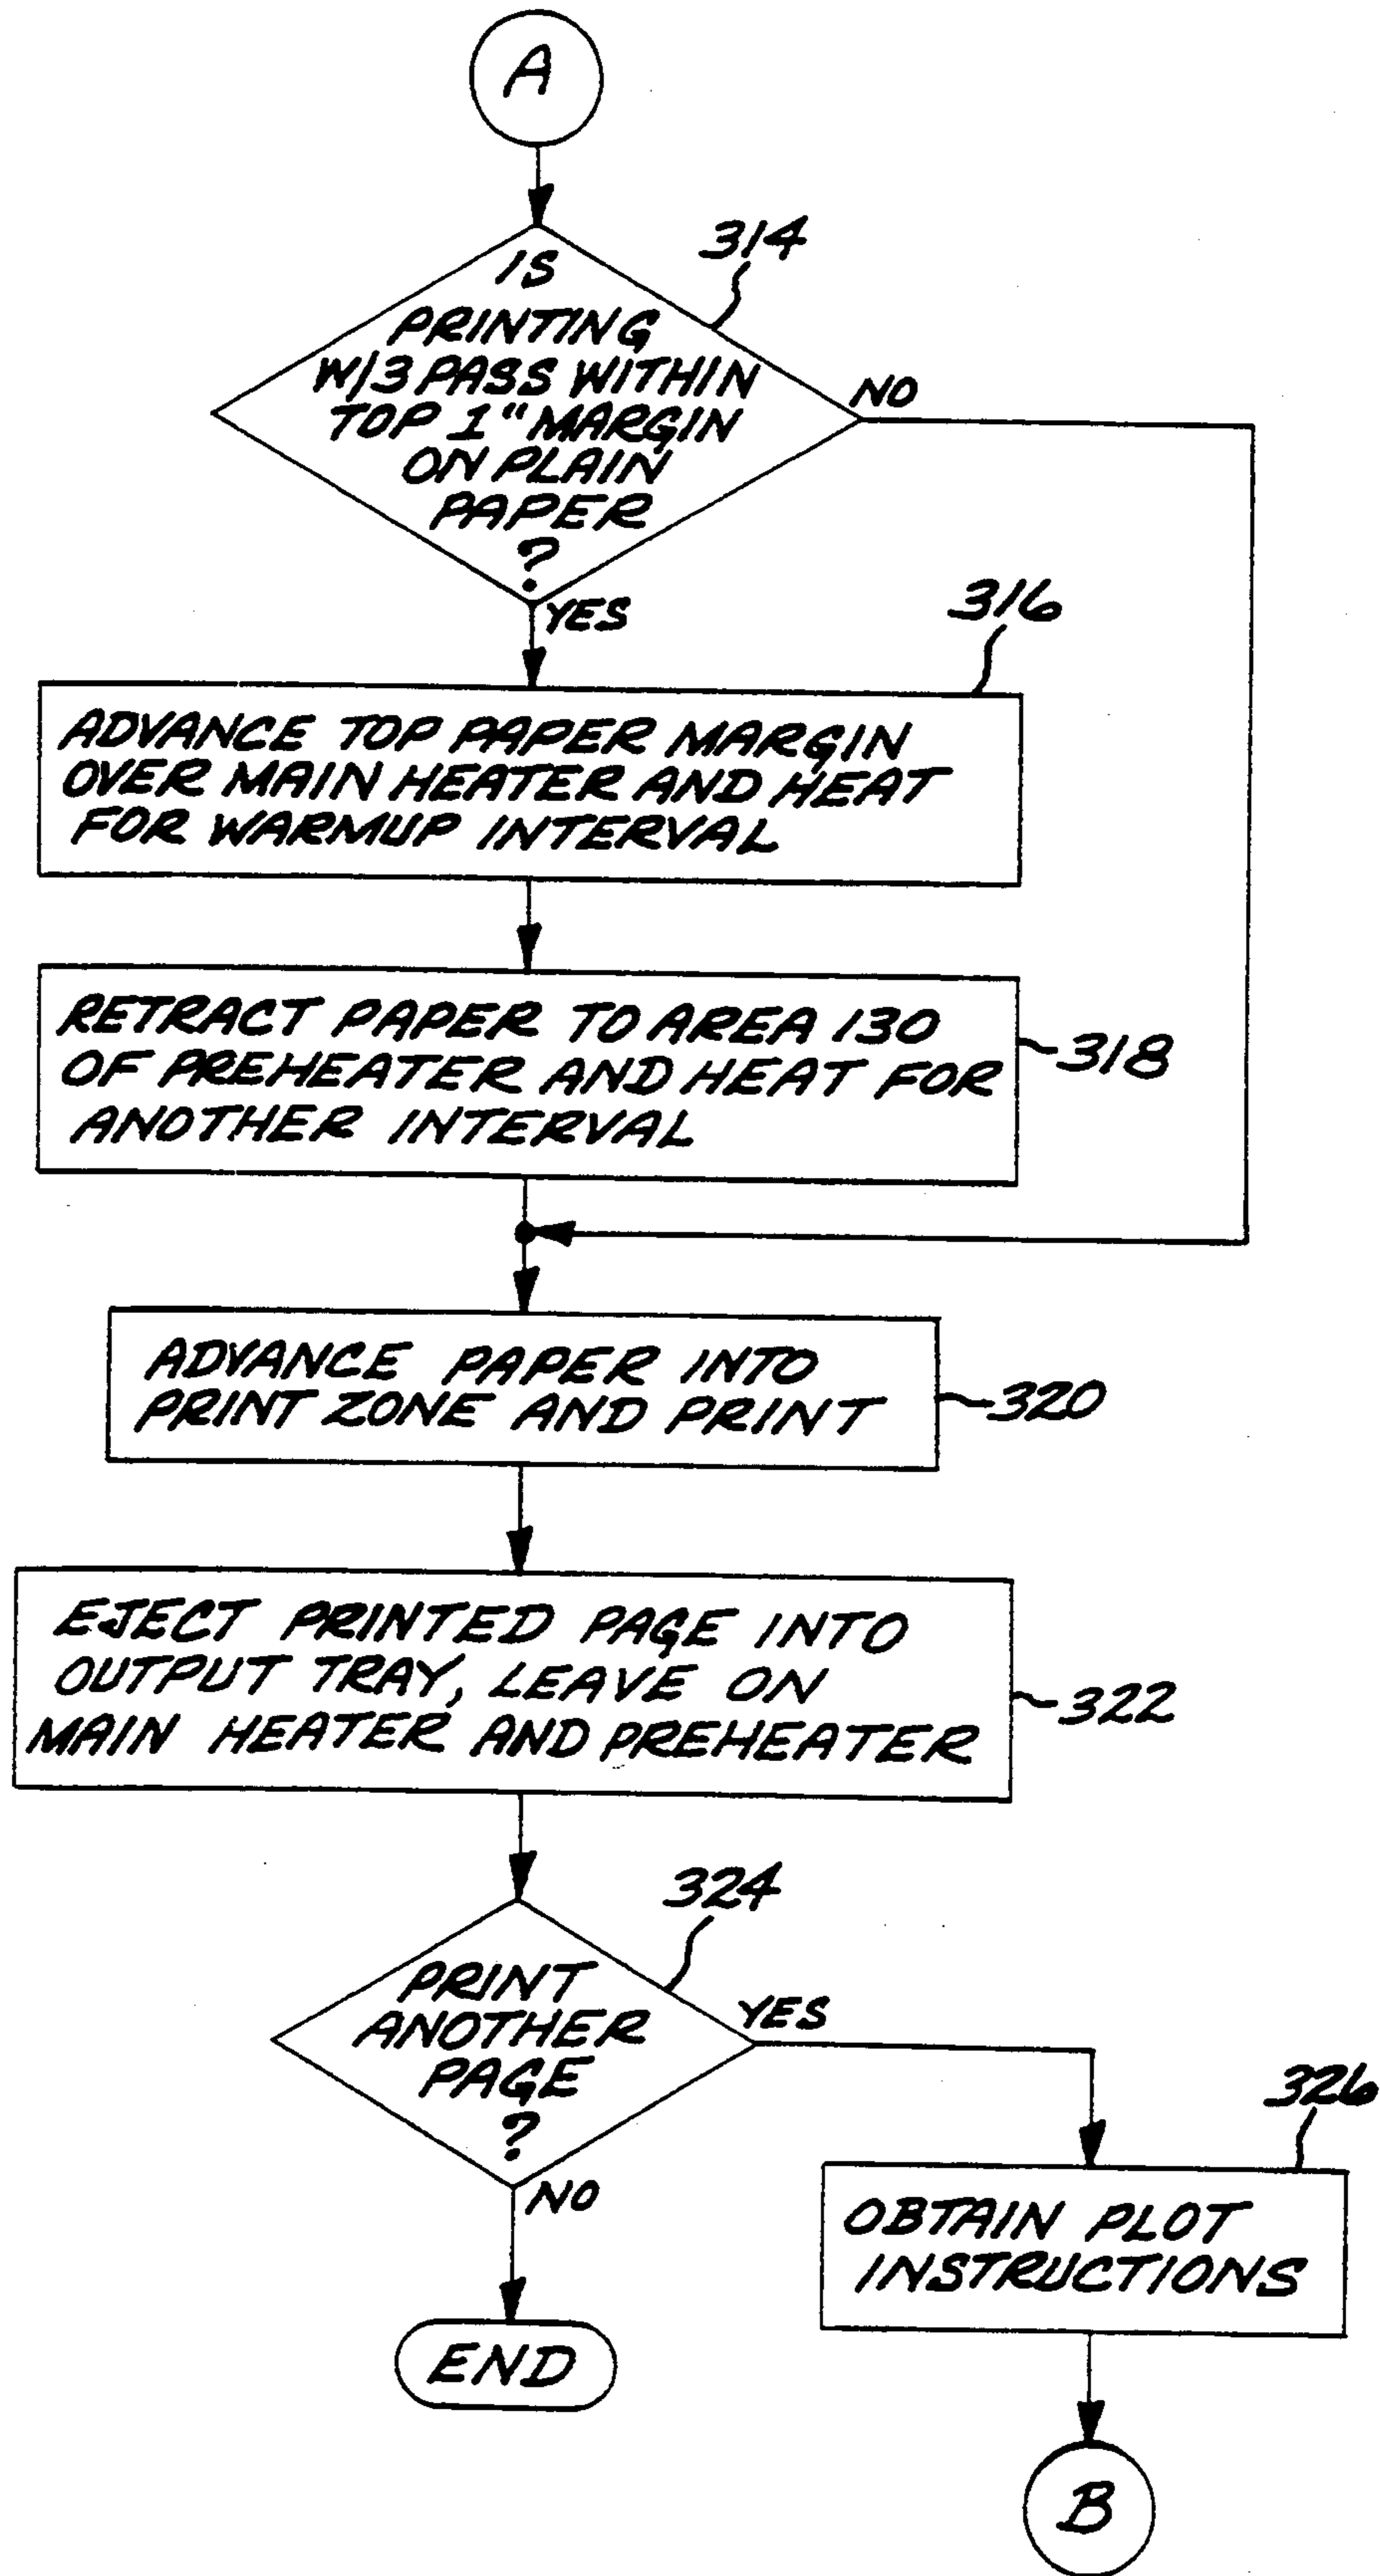 A
314
IS
PRINTING
W/3 PASS WITHIN
TOP 1" MARGIN
ON PLAIN
PAPER
?
NO
YES
316
ADVANCE TOP PAPER MARGIN
OVER MAIN HEATER AND HEAT
FOR WARMUP INTERVAL
RETRACT PAPER TO AREA 130
OF PREHEATER AND HEAT FOR
ANOTHER INTERVAL
318
ADVANCE PAPER INTO
PRINT ZONE AND PRINT
320
EJECT PRINTED PAGE INTO
OUTPUT TRAY, LEAVE ON
MAIN HEATER AND PREHEATER
322
324
PRINT
ANOTHER
PAGE
?
YES
NO
326
OBTAIN PLOT
INSTRUCTIONS
END
B